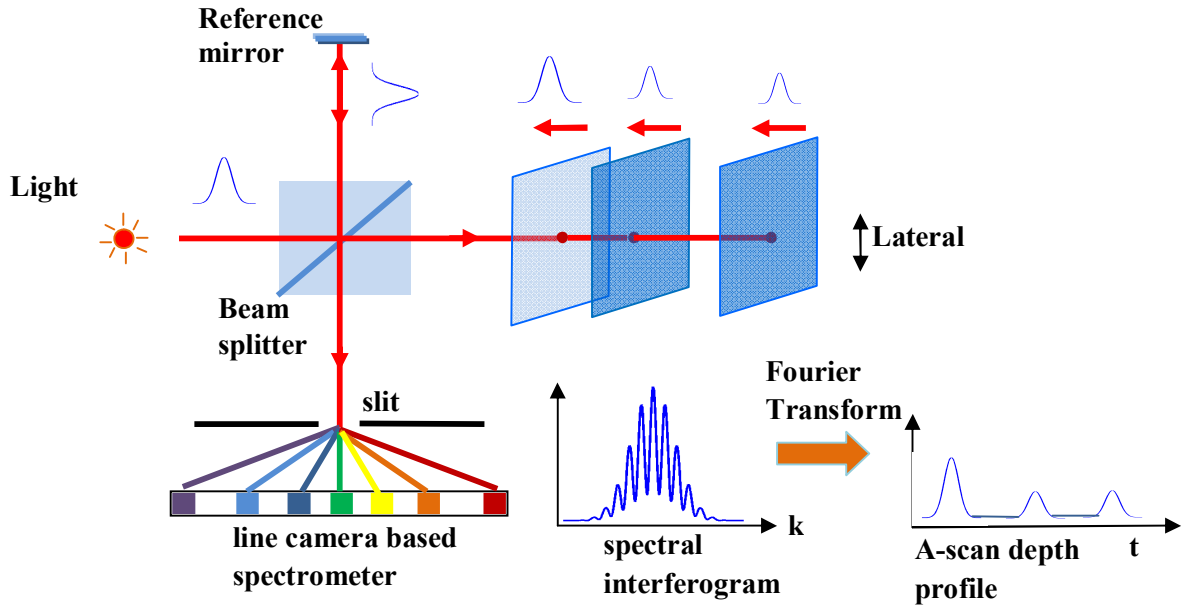 Reference
mirror
Light
Lateral
Beam
splitter
slit
line camera based
spectrometer
spectral
interferogram
k
Fourier
Transform
A-scan depth
profile
t